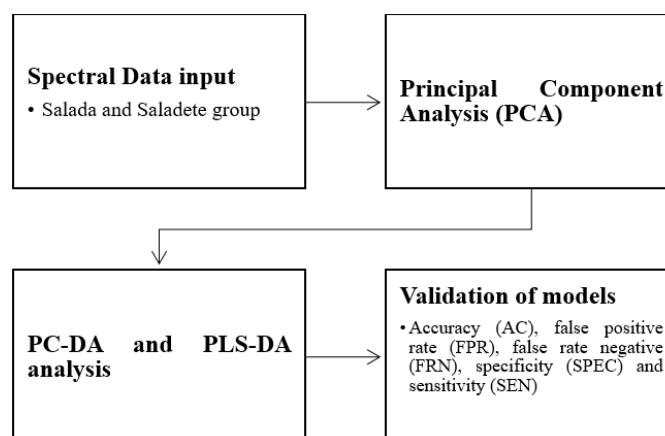 Spectral Data input
• Salada and Saladete group
Principal Component
Analysis (PCA)
PC-DA and PLS-DA
analysis
Validation of models
•Accuracy (AC), false positive
rate (FPR), false rate negative
(FRN), specificity (SPEC) and
sensitivity (SEN)